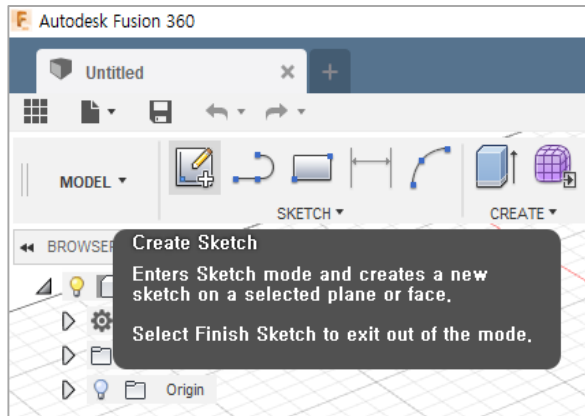 Autodesk Fusion 360
Untitled
MODEL
SKETCH
CREATE
BROWSER
Create Sketch
Enters Sketch mode and creates a new
sketch on a selected plane or face.
Select Finish Sketch to exit out of the mode.
Origin